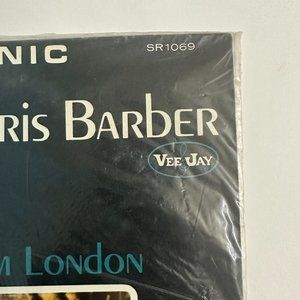 NIC SR1069
RIS BARBER
VEE JAY
M LONDON